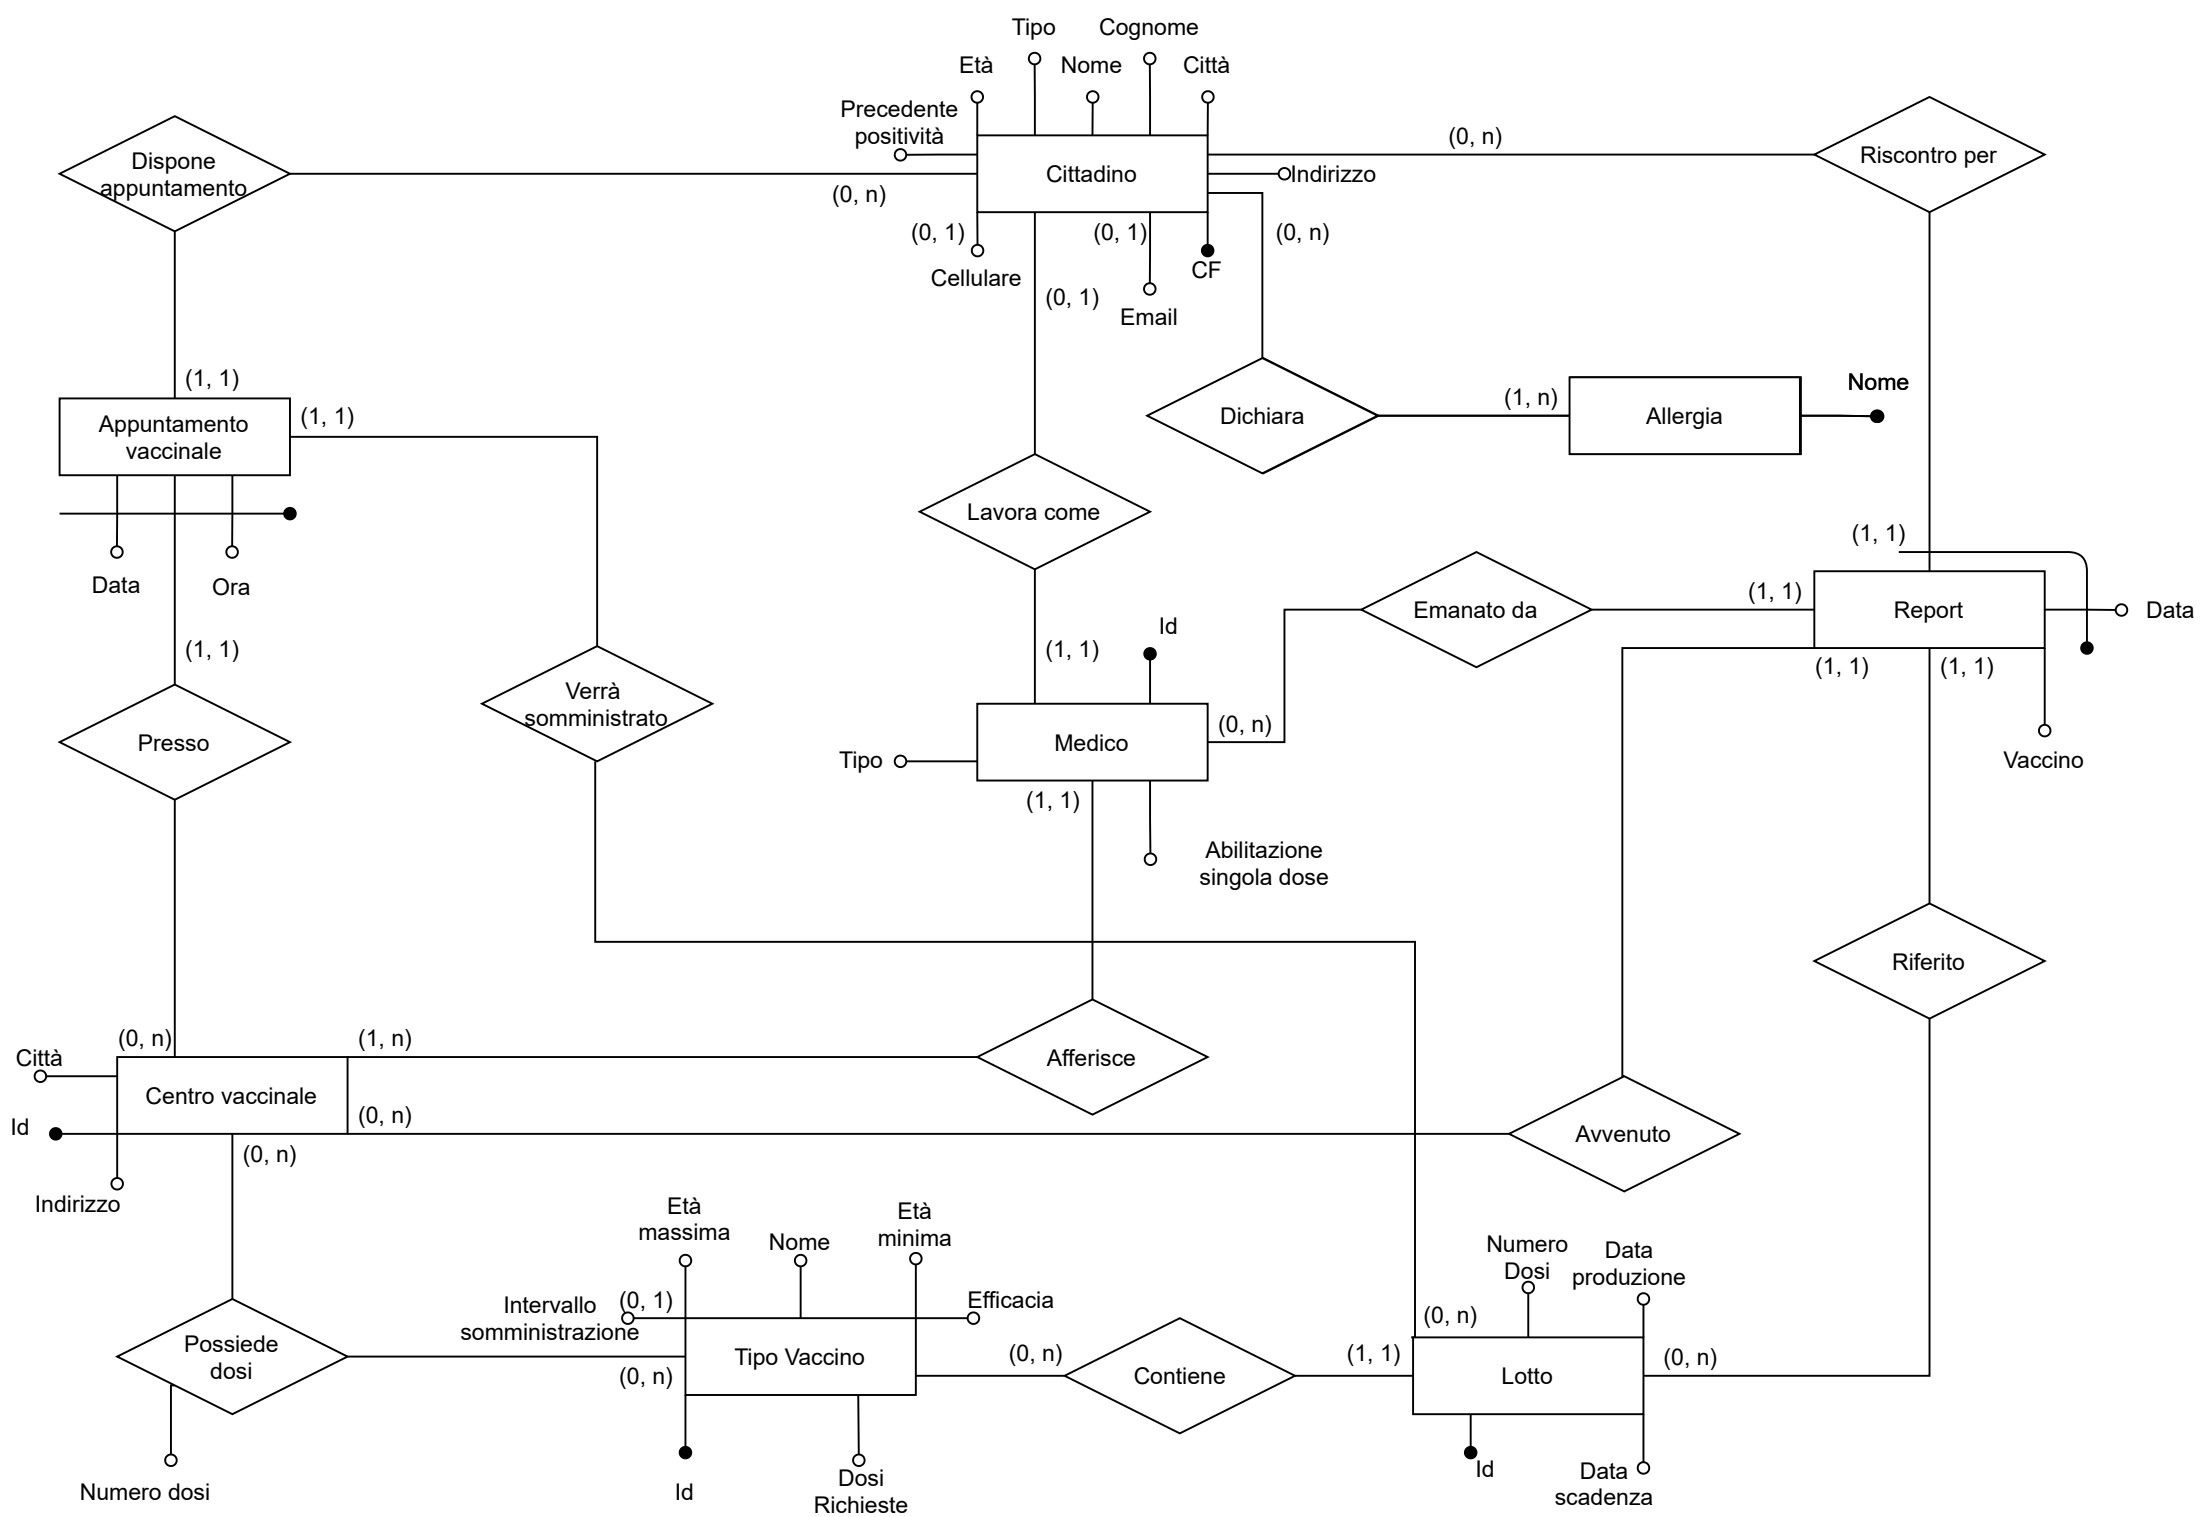 Tipo
Cognome
Età
Nome
Città
Precedente
positività
Dispone
appuntamento
(0, n)
Cittadino
Indirizzo
(0, n)
Riscontro per
(0, 1)
Cellulare
(0, 1)
Email
CF
(0, n)
(0, 1)
(1, 1)
Appuntamento
vaccinale
(1, 1)
Dichiara
(1, n)
Allergia
Nome
Data
Ora
Lavora come
(1, 1)
Emanato da
(1, 1)
Report
Data
(1, 1)
(1, 1)
Vaccino
(1, 1)
Presso
Verrà
somministrato
(1, 1)
Id
Tipo
Medico
(0, n)
(1, 1)
Abilitazione
singola dose
Riferito
(0, n)
(1, n)
Città
Centro vaccinale
Afferisce
Id
(0, n)
Avvenuto
(0, n)
Indirizzo
Età
massima
Nome
Età
minima
Intervallo
somministrazione
(0, 1)
Efficacia
Numero
Dosi
Data
produzione
(0, n)
Possiede
dosi
(0, n)
Tipo Vaccino
(0, n)
Contiene
(1, 1)
Lotto
(0, n)
Numero dosi
Id
Dosi
Richieste
Id
Data
scadenza